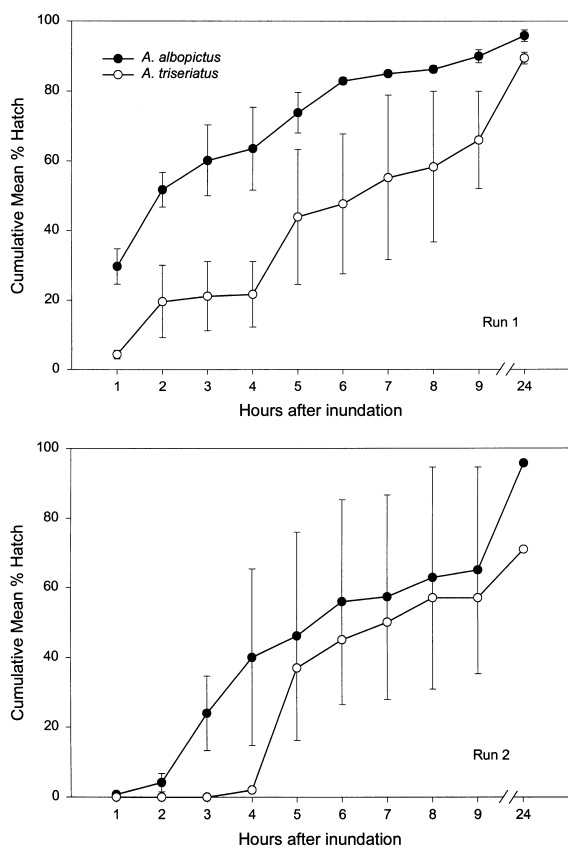 100
80
60
40
20
0
Cumulative Mean % Hatch
A. albopictus
A. triseriatus
Run 1
1 2 3 4 5 6 7 8 9 24
Hours after inundation
100
80
60
40
20
0
Cumulative Mean % Hatch
Run 2
1 2 3 4 5 6 7 8 9 24
Hours after inundation